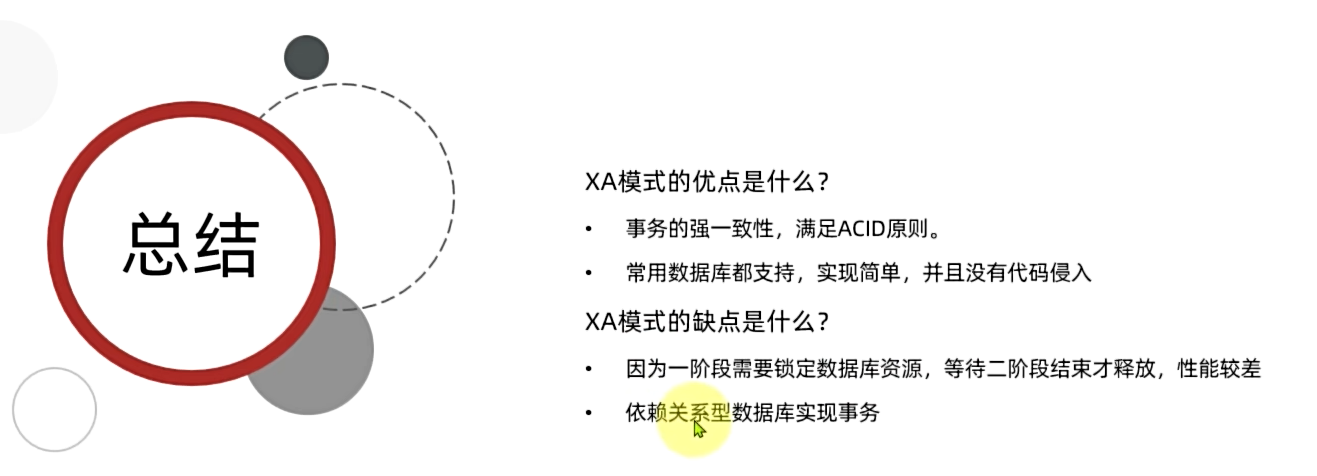 总结
XA模式的优点是什么？
• 事务的强一致性，满足ACID原则。
• 常用数据库都支持，实现简单，并且没有代码侵入
XA模式的缺点是什么？
• 因为一阶段需要锁定数据库资源，等待二阶段结束才释放，性能较差
• 依赖关系型数据库实现事务